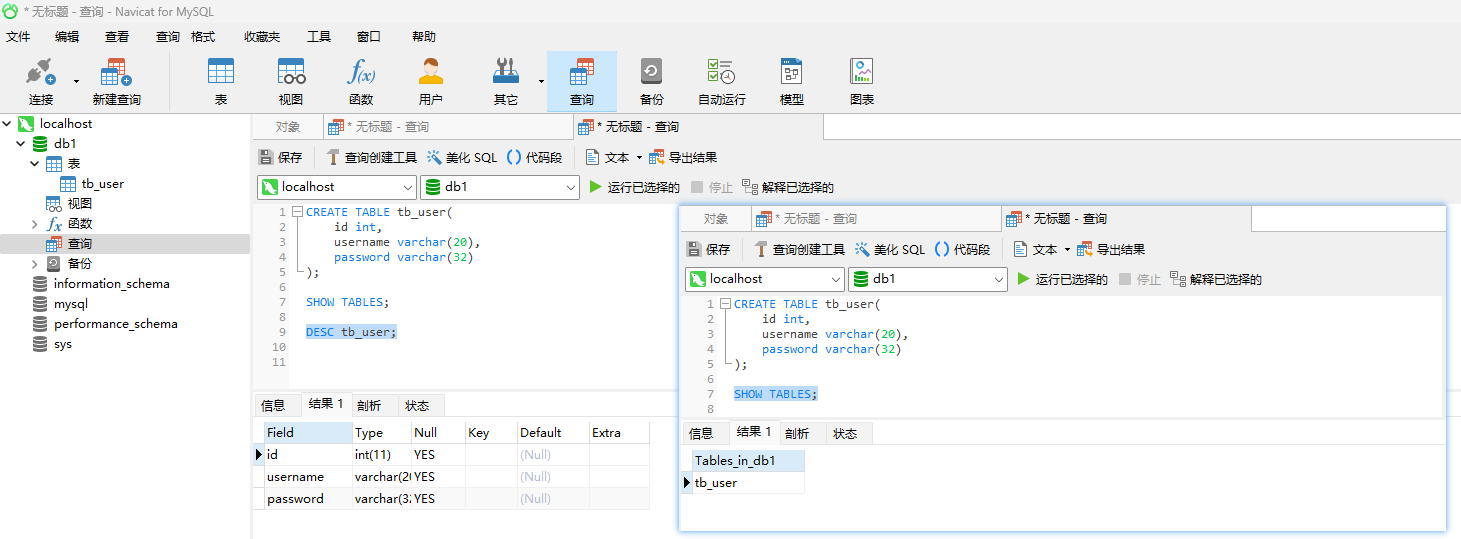 * 无标题 - 查询 - Navicat for MySQL
文件 编辑 查看 查询 格式 收藏夹 工具 窗口 帮助
连接 新建查询 表 视图 函数 用户 其它 查询 备份 自动运行 模型 图表
localhost
db1
表
tb_user
视图
fx 函数
查询
备份
information_schema
mysql
performance_schema
sys
对象 * 无标题 - 查询 * 无标题 - 查询
保存 查询创建工具 美化 SQL () 代码段 文本 导出结果
localhost db1 运行已选择的 停止 解释已选择的
1 CREATE TABLE tb_user(
2 id int,
3 username varchar(20),
4 password varchar(32)
5 );
6
7 SHOW TABLES;
8
9 DESC tb_user;
10
11
信息 结果 1 剖析 状态
Field Type Null Key Default Extra
id int(11) YES (Null)
username varchar(20 YES (Null)
password varchar(32 YES (Null)
对象 * 无标题 - 查询 * 无标题 - 查询
保存 查询创建工具 美化 SQL () 代码段 文本 导出结果
localhost db1 运行已选择的 停止 解释已选择的
1 CREATE TABLE tb_user(
2 id int,
3 username varchar(20),
4 password varchar(32)
5 );
6
7 SHOW TABLES;
8
信息 结果 1 剖析 状态
Tables_in_db1
tb_user